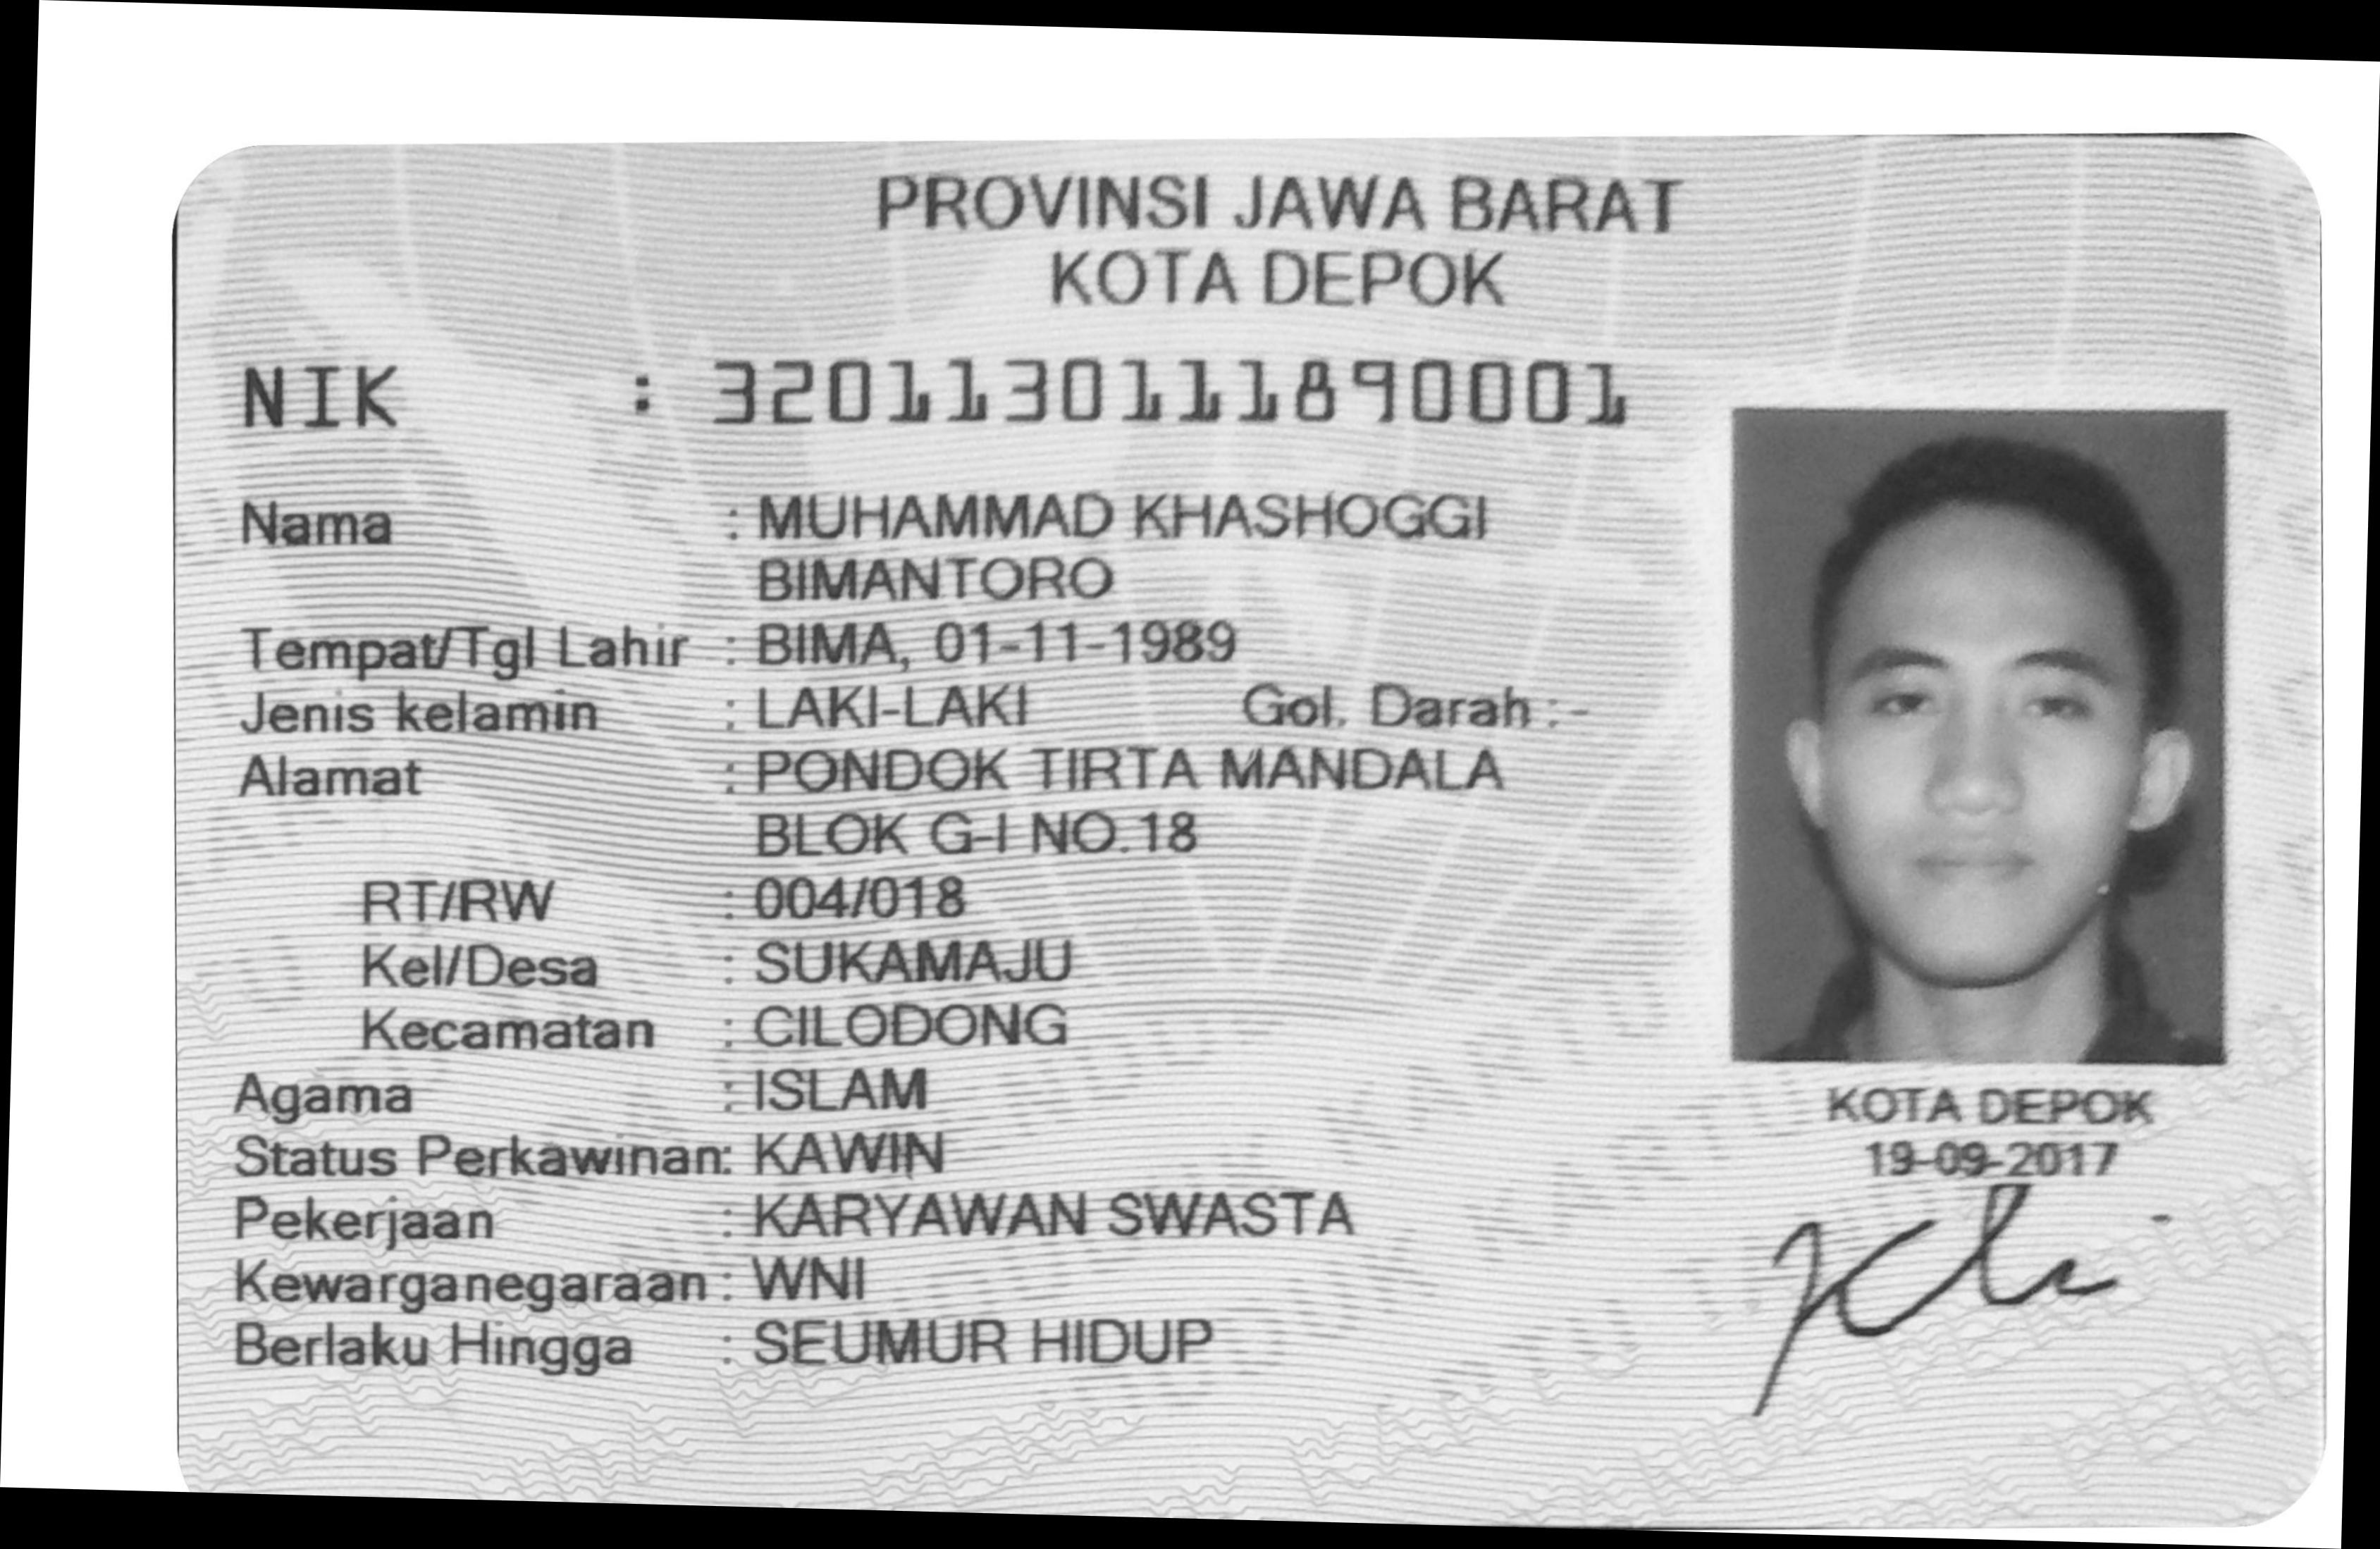 PROVINSI JAWA BARAT
KOTA DEPOK
NIK : 3201130111890001
Nama : MUHAMMAD KHASHOGGI
BIMANTORO
Tempat/Tgl Lahir : BIMA, 01-11-1989
Jenis kelamin : LAKI-LAKI Gol. Darah : -
Alamat : PONDOK TIRTA MANDALA
BLOK G-I NO.18
RT/RW : 004/018
Kel/Desa : SUKAMAJU
Kecamatan : CILODONG
Agama : ISLAM
Status Perkawinan: KAWIN
Pekerjaan : KARYAWAN SWASTA
Kewarganegaraan : WNI
Berlaku Hingga : SEUMUR HIDUP
KOTA DEPOK
19-09-2017